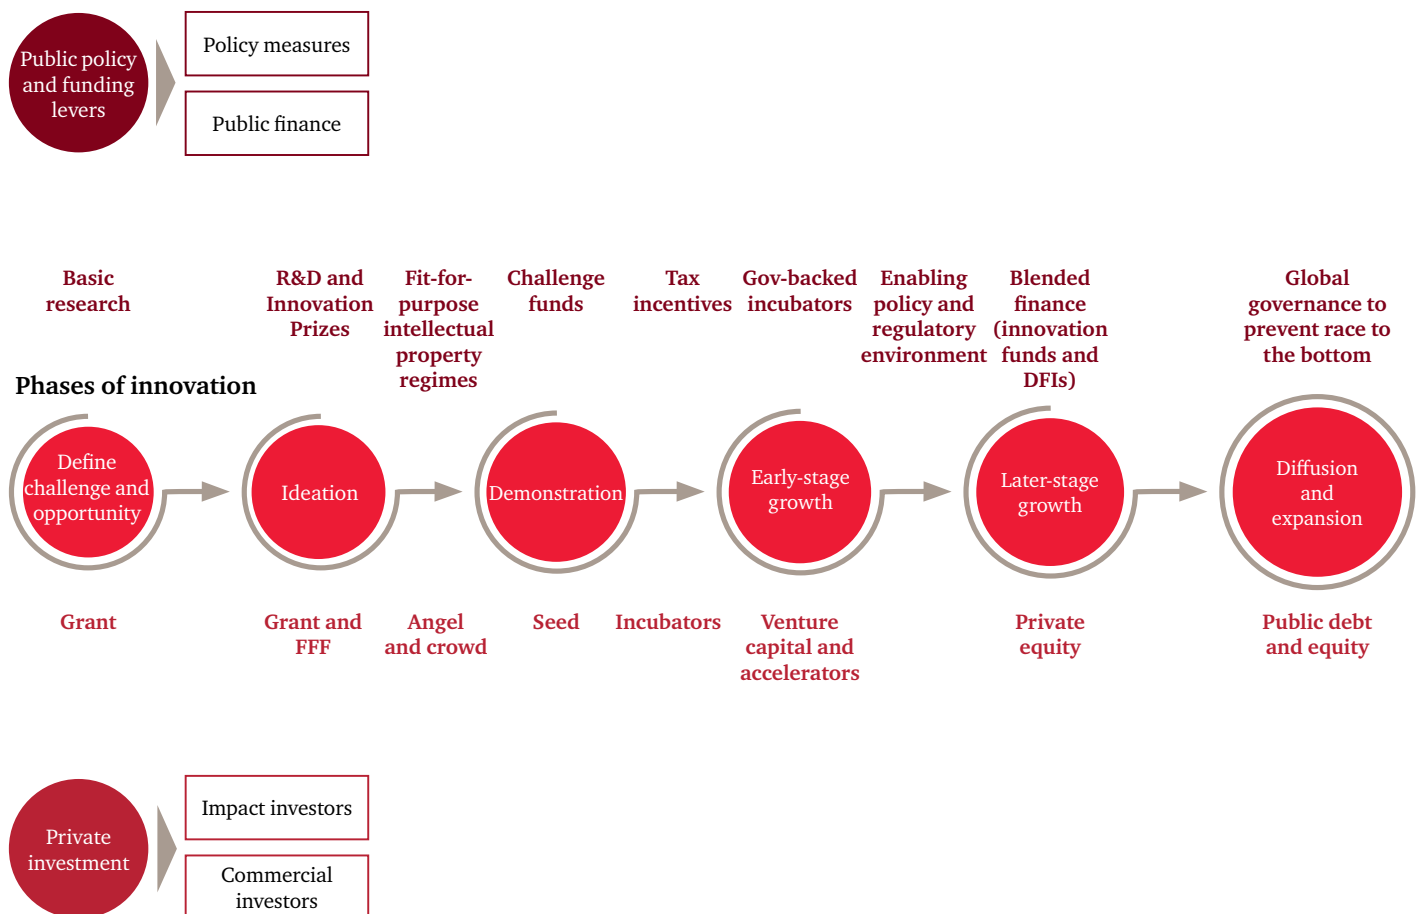 Public policy
and funding
levers
Policy measures
Public finance
Basic
research
R&D and
Innovation
Prizes
Fit-for-
purpose
intellectual
property
regimes
Challenge
funds
Tax
incentives
Gov-backed
incubators
Enabling
policy and
regulatory
environment
Blended
finance
(innovation
funds and
DFIs)
Global
governance to
prevent race to
the bottom
Phases of innovation
Define
challenge and
opportunity
Ideation
Demonstration
Early-stage
growth
Later-stage
growth
Diffusion
and
expansion
Grant
Grant and
FFF
Angel
and crowd
Seed
Incubators
Venture
capital and
accelerators
Private
equity
Public debt
and equity
Private
investment
Impact investors
Commercial
investors